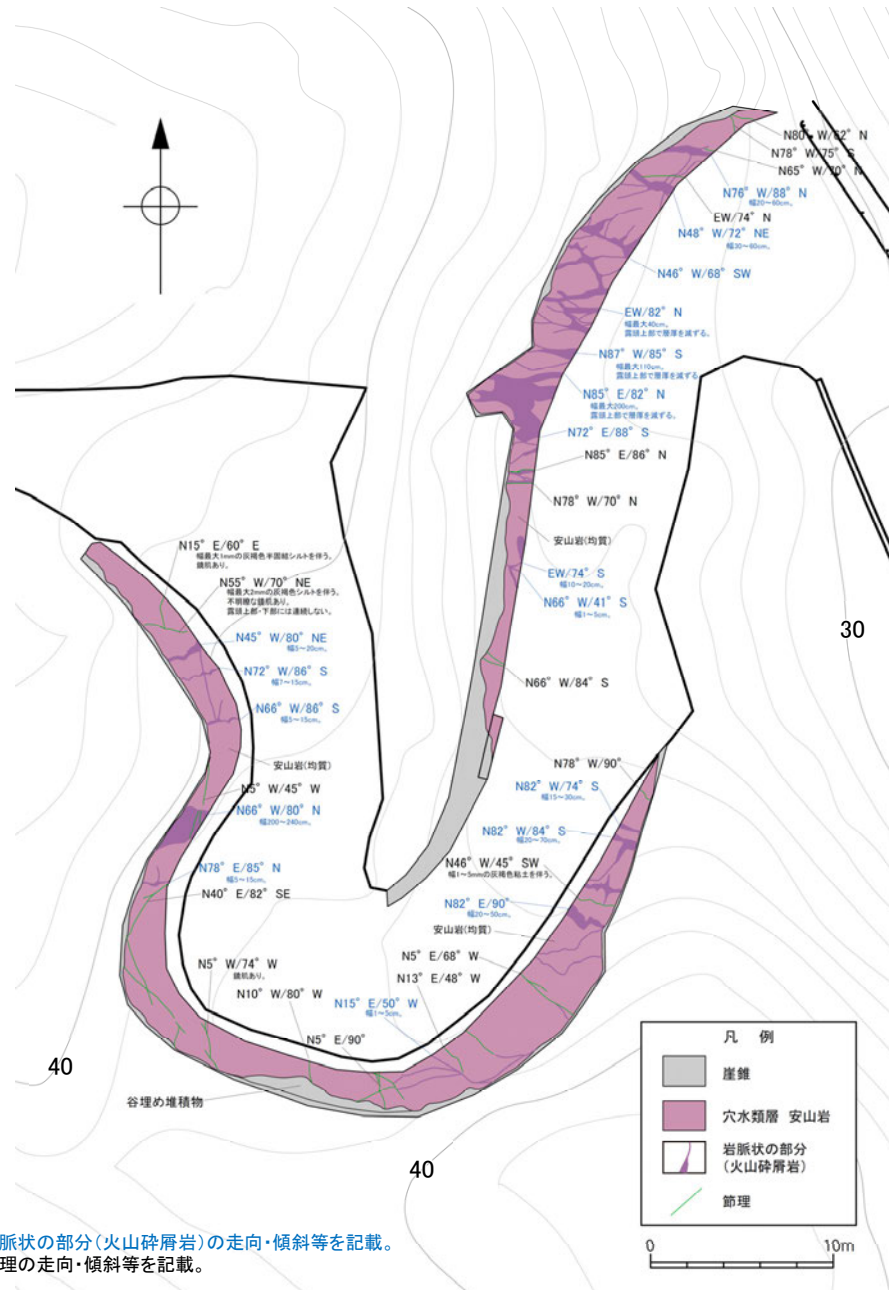 N80°W/62° N
N78° W/75° S
N65° W/70° N
N76° W/88° N
幅20～60cm。
EW/74° N
N48° W/72° NE
幅30～60cm。
N46° W/68° SW
EW/82° N
幅最大40cm。
露頭上部で層厚を減ずる。
N87° W/85° S
幅最大110cm。
露頭上部で層厚を減ずる
N85° E/82° N
幅最大200cm。
露頭上部で層厚を減ずる。
N72° E/88° S
N85° E/86° N
N78° W/70° N
安山岩(均質)
EW/74° S
幅10～20cm。
N66° W/41° S
幅1～5cm。
N66° W/84° S
30
N15° E/60° E
幅最大1mmの灰褐色半固結シルトを伴う。
鏡肌あり。
N55° W/70° NE
幅最大2mmの灰褐色シルトを伴う。
不明瞭な鏡肌あり。
露頭上部・下部には連続しない。
N45° W/80° NE
幅5～20cm。
N72° W/86° S
幅7～15cm。
N66° W/86° S
幅5～15cm。
安山岩(均質)
N5° W/45° W
N66° W/80° N
幅200～240cm。
N78° E/85° N
幅5～15cm。
N40° E/82° SE
N78° W/90°
N82° W/74° S
幅15～30cm。
N82° W/84° S
幅20～70cm。
N46° W/45° SW
幅1～5mmの灰褐色粘土を伴う。
N82° E/90°
幅20～50cm。
安山岩(均質)
N5° E/68° W
N13° E/48° W
N5° W/74° W
鏡肌あり。
N10° W/80° W
N15° E/50° W
幅1～5cm。
N5° E/90°
40
谷埋め堆積物
40
凡 例
崖錐
穴水類層 安山岩
岩脈状の部分
(火山砕屑岩)
節理
0 10m
脈状の部分(火山砕屑岩)の走向・傾斜等を記載。
理の走向・傾斜等を記載。